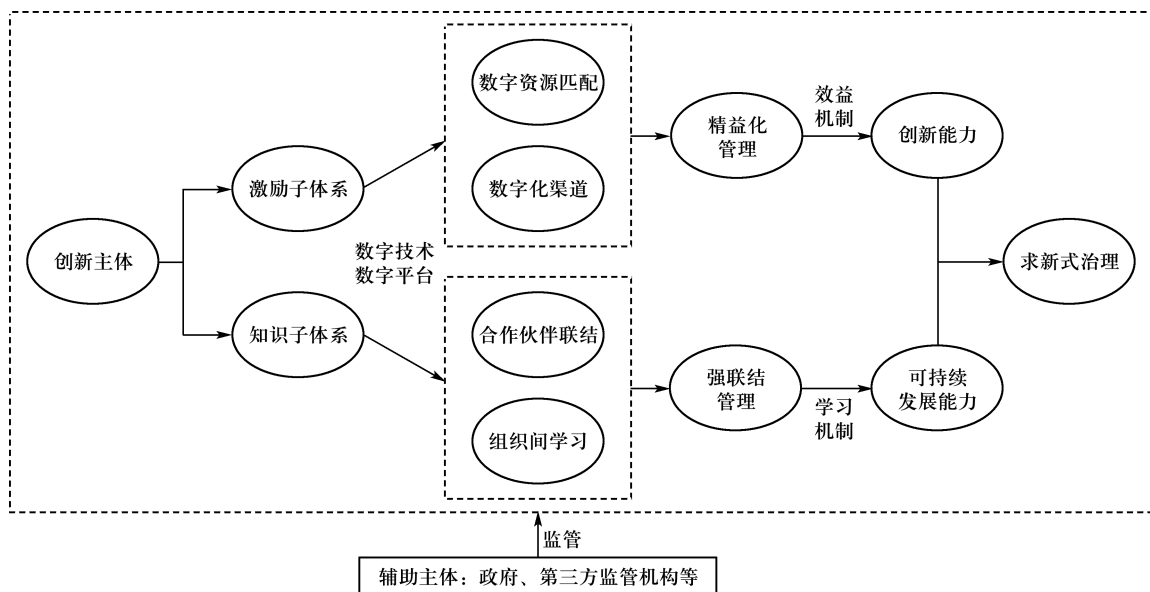 创新主体
激励子体系
知识子体系
数字技术
数字平台
数字资源匹配
数字化渠道
合作伙伴联结
组织间学习
精益化
管理
强联结
管理
效益
机制
学习
机制
创新能力
可持续
发展能力
求新式治理
监管
辅助主体：政府、第三方监管机构等